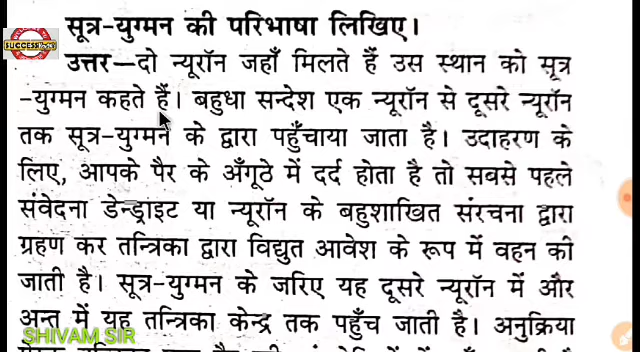 सूत्र-युग्मन की परिभाषा लिखिए।
SUCCESS
उत्तर—दो न्यूरॉन जहाँ मिलते हैं उस स्थान को सूत्र
-युग्मन कहते हैं। बहुधा सन्देश एक न्यूरॉन से दूसरे न्यूरॉन
तक सूत्र-युग्मन के द्वारा पहुँचाया जाता है। उदाहरण के
लिए, आपके पैर के अँगूठे में दर्द होता है तो सबसे पहले
संवेदना डेन्ड्राइट या न्यूरॉन के बहुशाखित संरचना द्वारा
ग्रहण कर तन्त्रिका द्वारा विद्युत आवेश के रूप में वहन की
जाती है। सूत्र-युग्मन के जरिए यह दूसरे न्यूरॉन में और
अन्त में यह तन्त्रिका केन्द्र तक पहुँच जाती है। अनुक्रिया
SHIVAM SIR